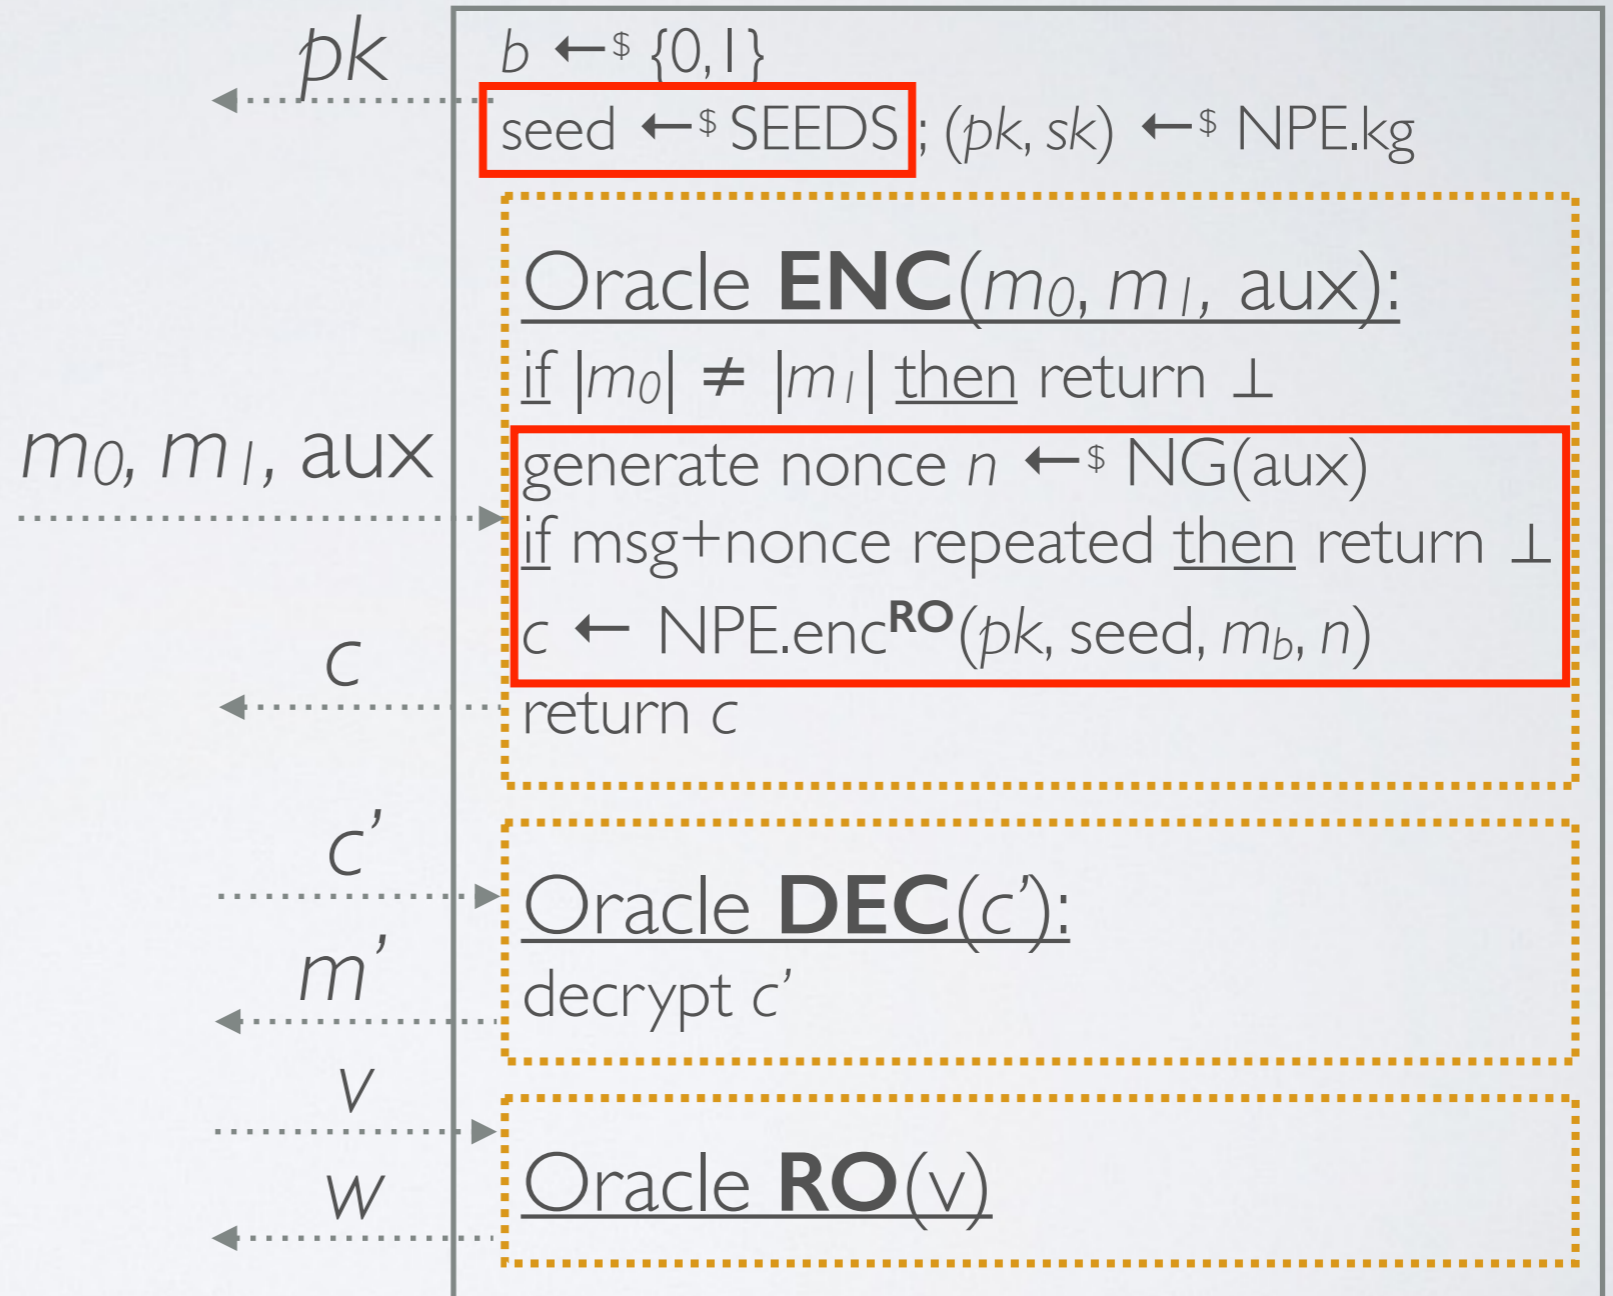 pk
b ←$ {0,1}
seed ←$ SEEDS ; (pk, sk) ←$ NPE.kg
Oracle ENC(m0, m1, aux):
if |m0| ≠ |m1| then return ⊥
m0, m1, aux
generate nonce n ←$ NG(aux)
if msg+nonce repeated then return ⊥
c ← NPE.encRO(pk, seed, mb, n)
c
return c
c’
Oracle DEC(c’):
m’
decrypt c’
v
Oracle RO(v)
w